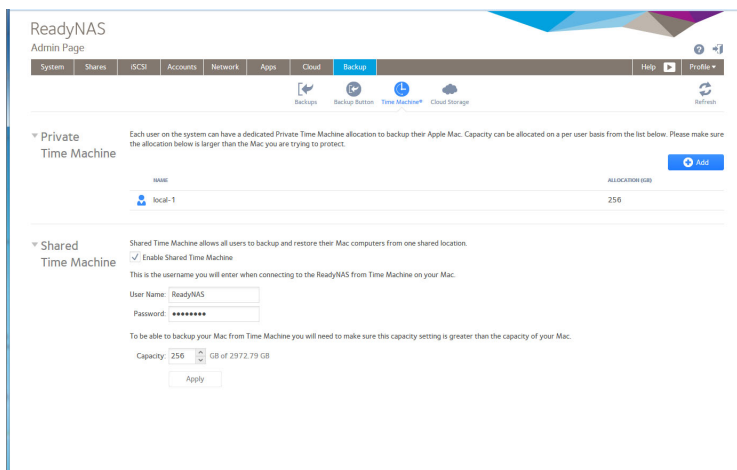 ReadyNAS
Admin Page
System Shares iSCSI Accounts Network Apps Cloud Backup Help Profile
Backups Backup Button Time Machine® Cloud Storage Refresh
Private
Time Machine
Each user on the system can have a dedicated Private Time Machine allocation to backup their Apple Mac. Capacity can be allocated on a per user basis from the list below. Please make sure
the allocation below is larger than the Mac you are trying to protect.
Add
NAME ALLOCATION (GB)
local-1 256
Shared
Time Machine
Shared Time Machine allows all users to backup and restore their Mac computers from one shared location.
Enable Shared Time Machine
This is the username you will enter when connecting to the ReadyNAS from Time Machine on your Mac.
User Name: ReadyNAS
Password: ●●●●●●●●
To be able to backup your Mac from Time Machine you will need to make sure this capacity setting is greater than the capacity of your Mac.
Capacity: 256 GB of 2972.79 GB
Apply